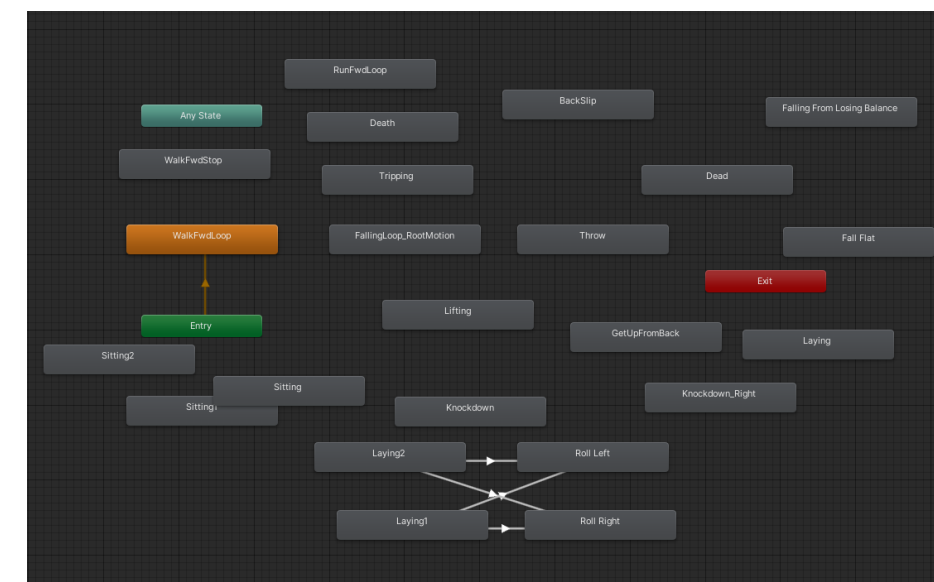 RunFwdLoop
BackSlip
Falling From Losing Balance
Any State
Death
WalkFwdStop
Tripping
Dead
WalkFwdLoop
FallingLoop_RootMotion
Throw
Fall Flat
Exit
Lifting
Entry
GetUpFromBack
Laying
Sitting2
Sitting
Knockdown_Right
Sitting1
Knockdown
Laying2
Roll Left
Laying1
Roll Right